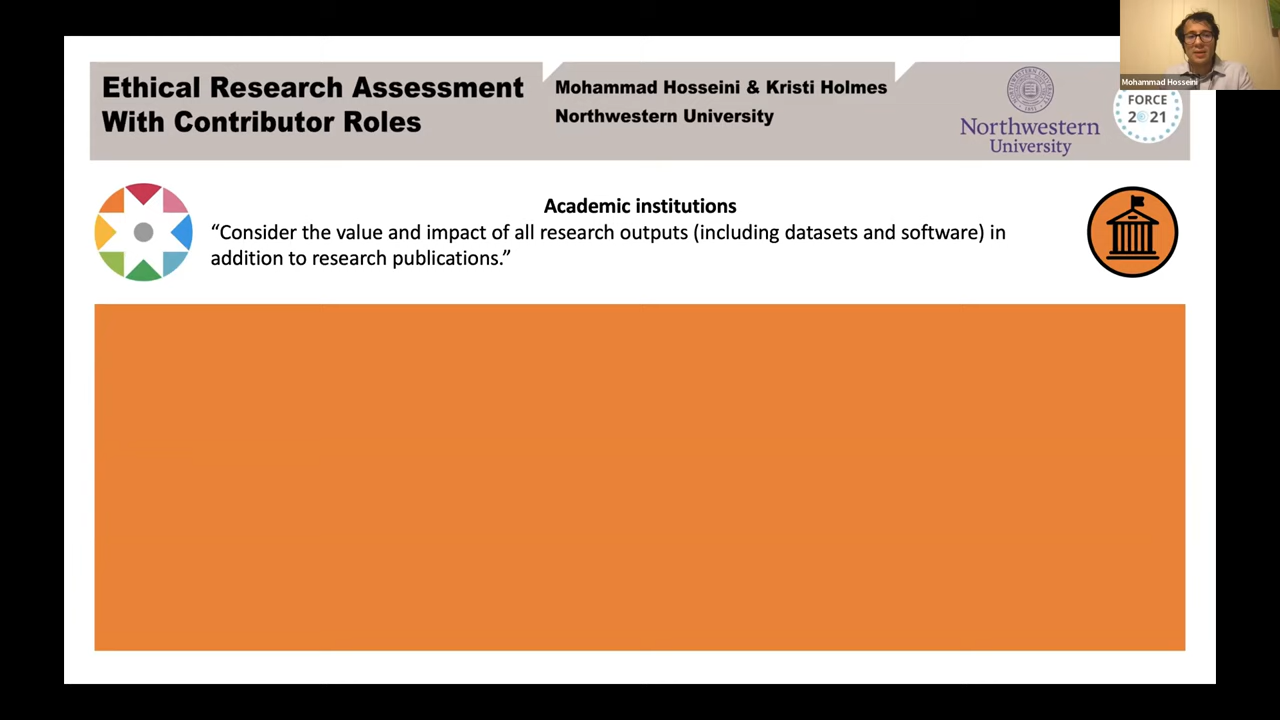 Ethical Research Assessment
With Contributor Roles
Mohammad Hosseini & Kristi Holmes
Northwestern University
Northwestern
University
FORCE
2021
Mohammad Hosseini
Academic institutions
“Consider the value and impact of all research outputs (including datasets and software) in
addition to research publications.”